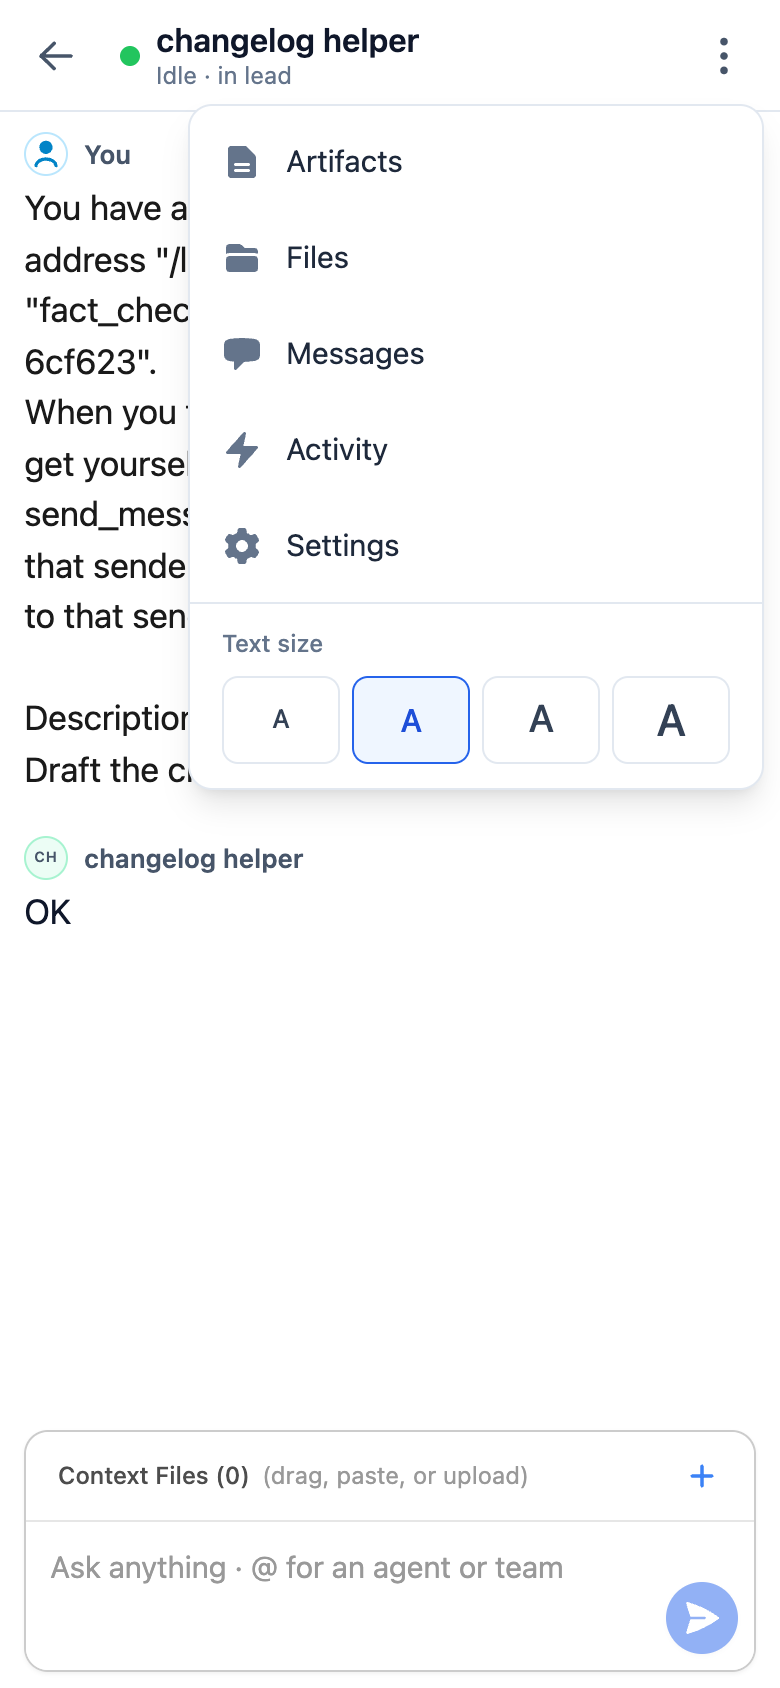 changelog helper
Idle · in lead
You
You have a
address "/l
"fact_chec
6cf623".
When you
get yoursel
send_mess
that sende
to that sen
Description
Draft the c
Artifacts
Files
Messages
Activity
Settings
Text size
A A A A
CH changelog helper
OK
Context Files (0) (drag, paste, or upload)
Ask anything · @ for an agent or team